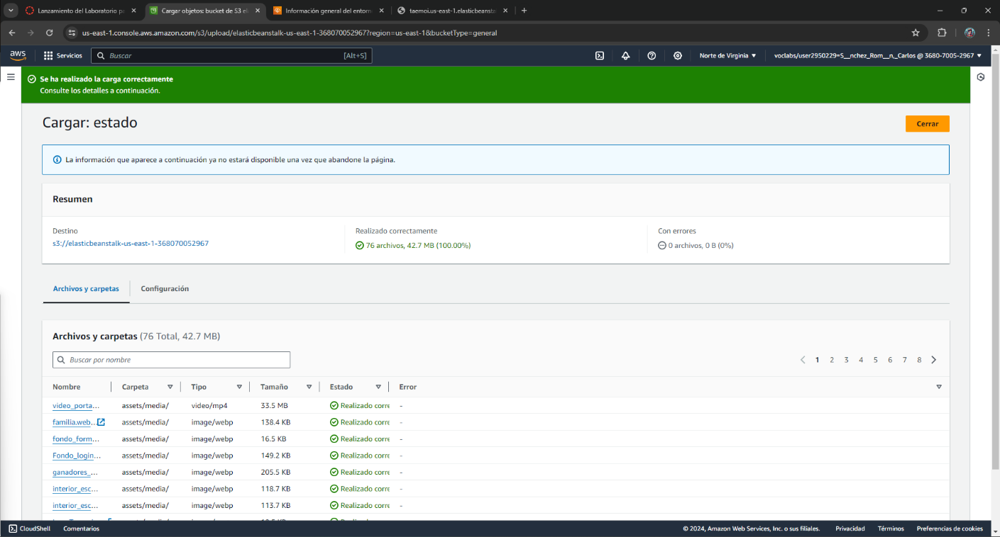 Lanzamiento del Laboratorio pa
Cargar objetos: bucket de S3 el
Información general del entorn
taemoi.us-east-1.elasticbeansta
us-east-1.console.aws.amazon.com/s3/upload/elasticbeanstalk-us-east-1-368070052967?region=us-east-1&bucketType=general
aws
Servicios
Buscar
[Alt+S]
Norte de Virginia
voclabs/user2950229=S__nchez_Rom__n,_Carlos @ 3680-7005-2967
Se ha realizado la carga correctamente
Consulte los detalles a continuación.
Cargar: estado
Cerrar
La información que aparece a continuación ya no estará disponible una vez que abandone la página.
Resumen
Destino
s3://elasticbeanstalk-us-east-1-368070052967
Realizado correctamente
76 archivos, 42.7 MB (100.00%)
Con errores
0 archivos, 0 B (0%)
Archivos y carpetas
Configuración
Archivos y carpetas (76 Total, 42.7 MB)
Buscar por nombre
1 2 3 4 5 6 7 8
Nombre Carpeta Tipo Tamaño Estado Error
video_porta... assets/media/ video/mp4 33.5 MB Realizado corre -
familia.web... assets/media/ image/webp 138.4 KB Realizado corre -
fondo_form... assets/media/ image/webp 16.5 KB Realizado corre -
Fondo_login... assets/media/ image/webp 149.2 KB Realizado corre -
ganadores_... assets/media/ image/webp 205.5 KB Realizado corre -
interior_esc... assets/media/ image/webp 118.7 KB Realizado corre -
interior_esc... assets/media/ image/webp 113.7 KB Realizado corre -
CloudShell
Comentarios
© 2024, Amazon Web Services, Inc. o sus filiales.
Privacidad
Términos
Preferencias de cookies